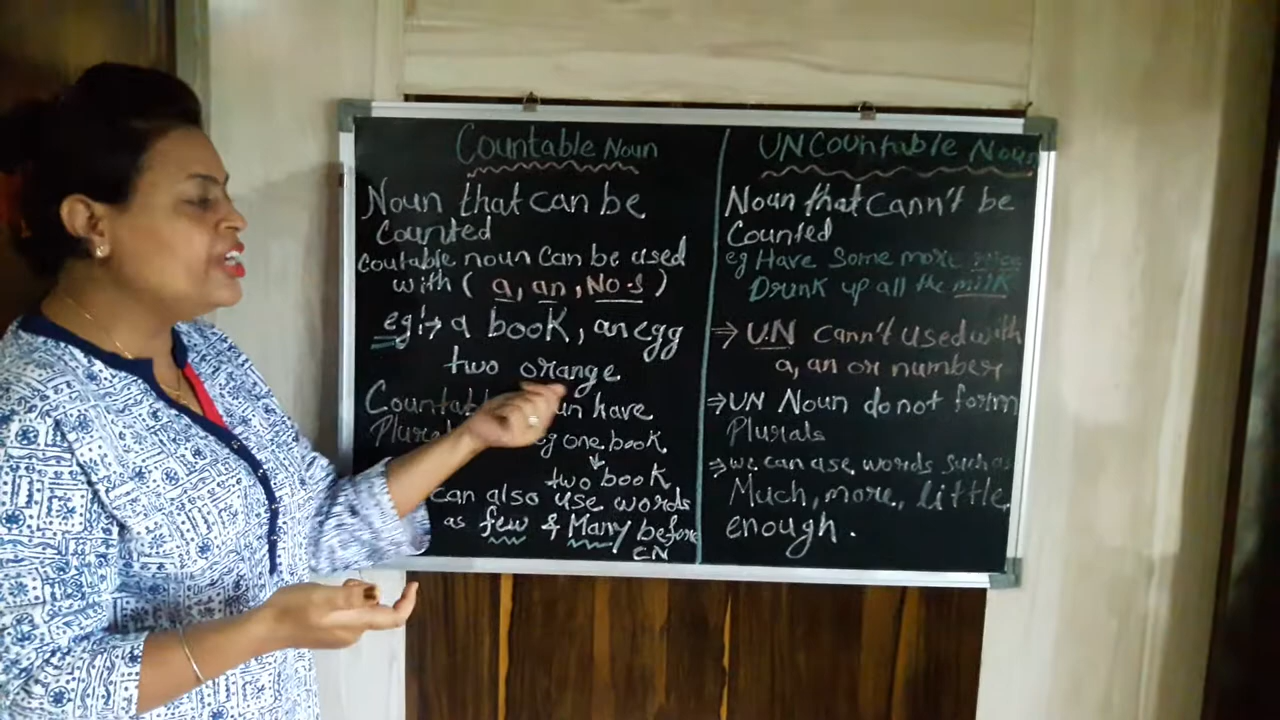 Countable Noun
Noun that can be
Counted
Coutable noun can be used
with ( a, an, No.s )
eg:→ a book, an egg
two orange
have
eg one book
↓
two book
can also use words
as few & Many before
CN
UNCountable Noun
Noun that Cann't be
Counted
eg Have Some more rice
Drunk up all the milk
⇒ U.N cann't used with
a, an or number
⇒ UN Noun do not form
Plurals
⇒ we can use words such as
Much, more, little
enough.